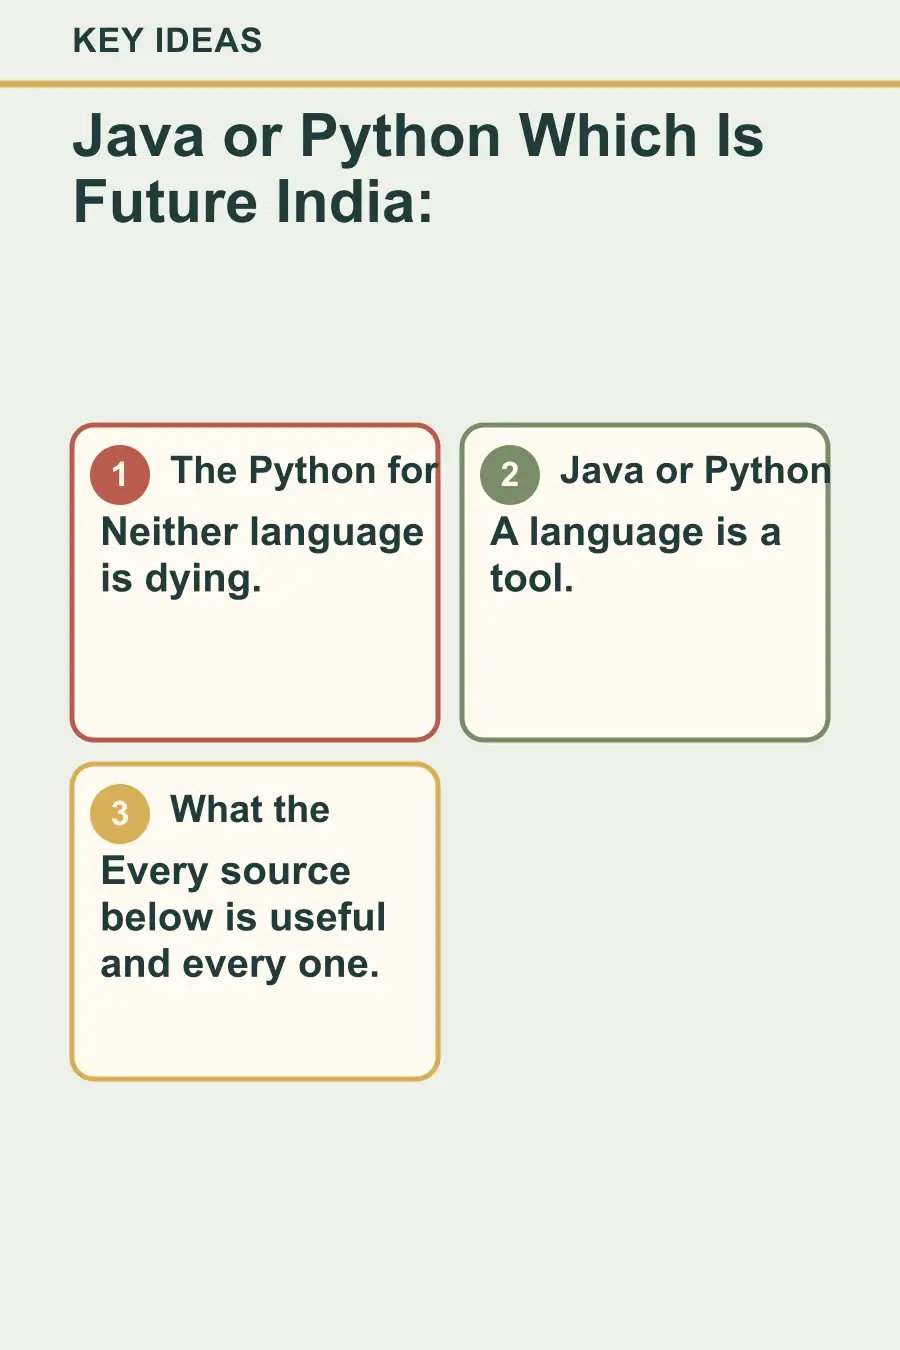 KEY IDEAS
Java or Python Which Is
Future India:
1 The Python for
Neither language
is dying.
2 Java or Python
A language is a
tool.
3 What the
Every source
below is useful
and every one.